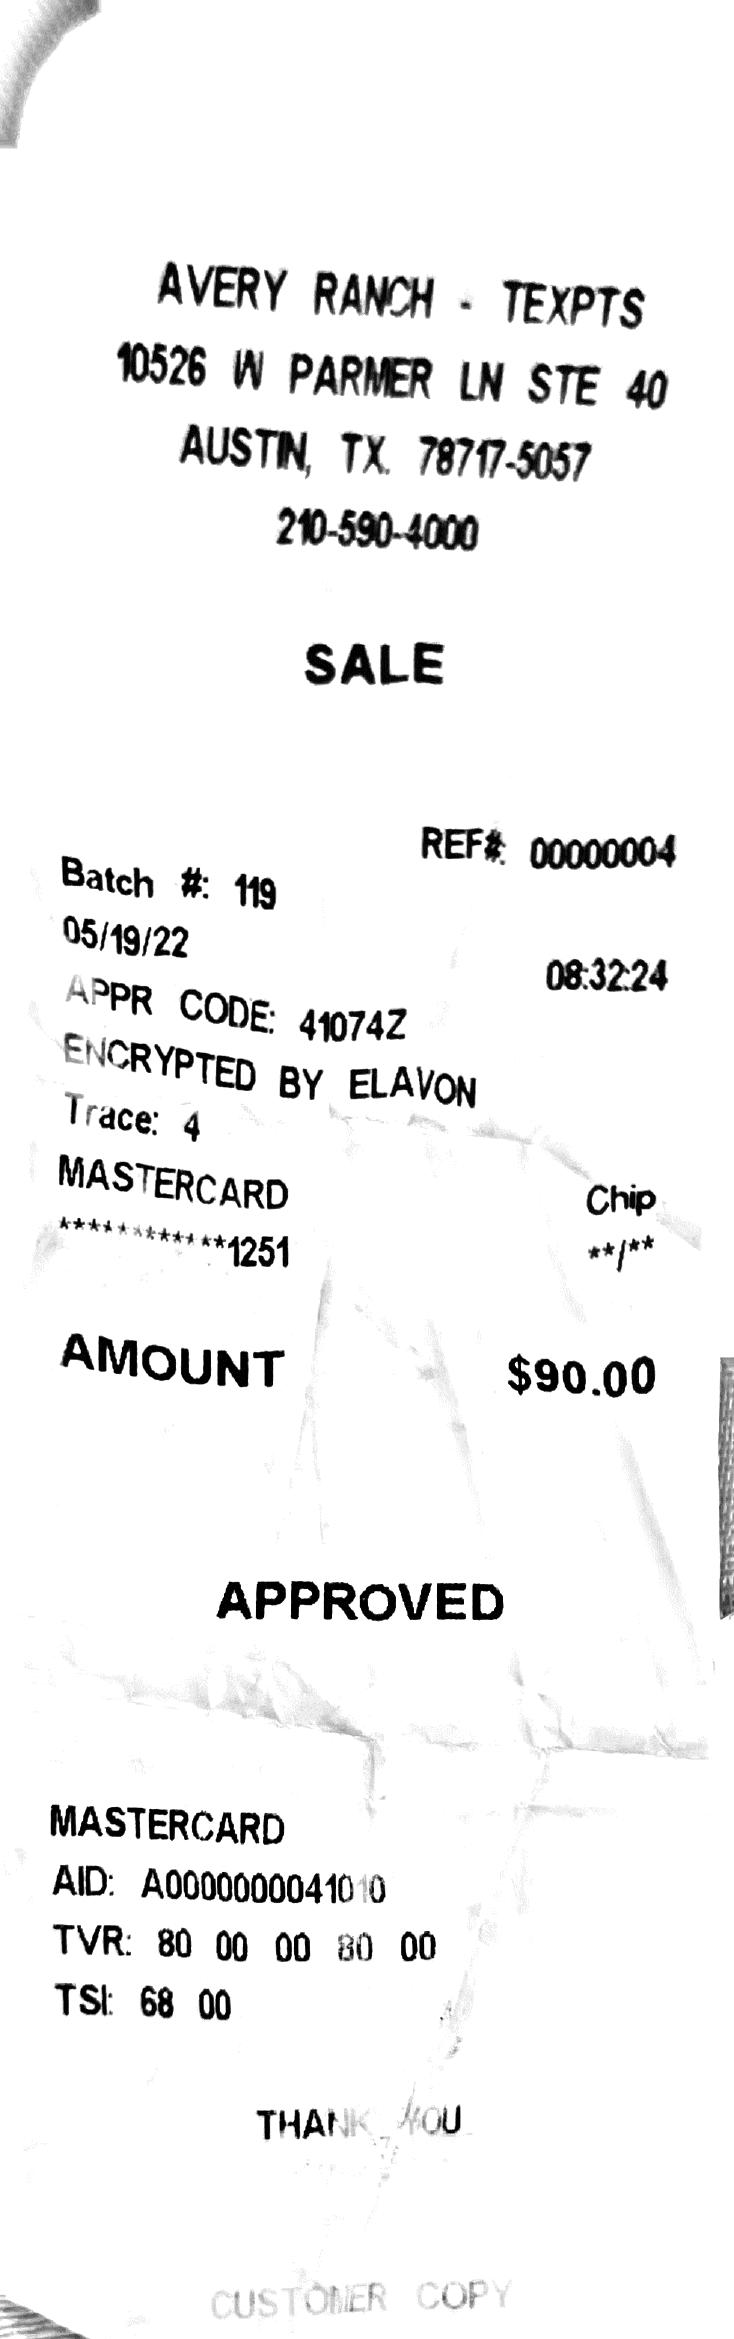 AVERY RANCH - TEXPTS
10526 W PARMER LN STE 40
AUSTIN, TX. 78717-5057
210-590-4000
SALE
REF#: 00000004
Batch #: 119
05/19/22 08:32:24
APPR CODE: 41074Z
ENCRYPTED BY ELAVON
Trace: 4
MASTERCARD Chip
************1251 **/**
AMOUNT $90.00
APPROVED
MASTERCARD
AID: A0000000041010
TVR: 80 00 00 80 00
TSI: 68 00
THANK YOU
CUSTOMER COPY